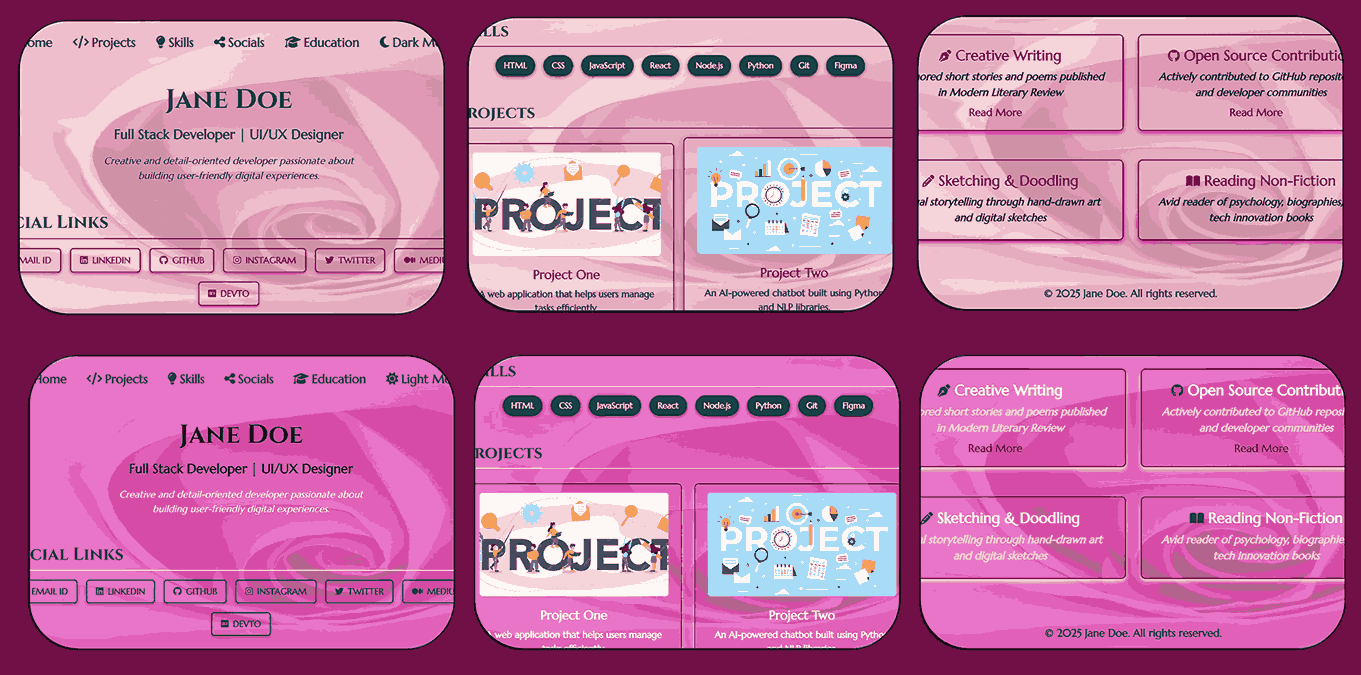 ome </> Projects Skills Socials Education Dark M
Jane Doe
Full Stack Developer | UI/UX Designer
Creative and detail-oriented developer passionate about
building user-friendly digital experiences.
cial Links
MAIL ID LINKEDIN GITHUB INSTAGRAM TWITTER MEDIU
DEVTO
ills
HTML CSS JavaScript React Node.js Python Git Figma
rojects
PROJECT
PROJECT
Project One
Project Two
A web application that helps users manage
tasks efficiently
An AI-powered chatbot built using Python
and NLP libraries.
Creative Writing
ored short stories and poems published
in Modern Literary Review
Read More
Open Source Contributio
Actively contributed to GitHub reposit
and developer communities
Read More
Sketching & Doodling
al storytelling through hand-drawn art
and digital sketches
Reading Non-Fiction
Avid reader of psychology, biographies,
tech innovation books
© 2025 Jane Doe. All rights reserved.
Home </> Projects Skills Socials Education Light Mo
Jane Doe
Full Stack Developer | UI/UX Designer
Creative and detail-oriented developer passionate about
building user-friendly digital experiences.
cial Links
EMAIL ID LINKEDIN GITHUB INSTAGRAM TWITTER MEDIU
DEVTO
ills
HTML CSS JavaScript React Node.js Python Git Figma
rojects
PROJECT
PROJECT
Project One
Project Two
web application that helps users manage
tasks efficiently
An AI-powered chatbot built using Pytho
and NLP libraries
Creative Writing
ored short stories and poems published
in Modern Literary Review
Read More
Open Source Contributi
Actively contributed to GitHub reposi
and developer communities
Read More
Sketching & Doodling
l storytelling through hand-drawn art
and digital sketches
Reading Non-Fiction
Avid reader of psychology, biographie
tech innovation books
© 2025 Jane Doe. All rights reserved.